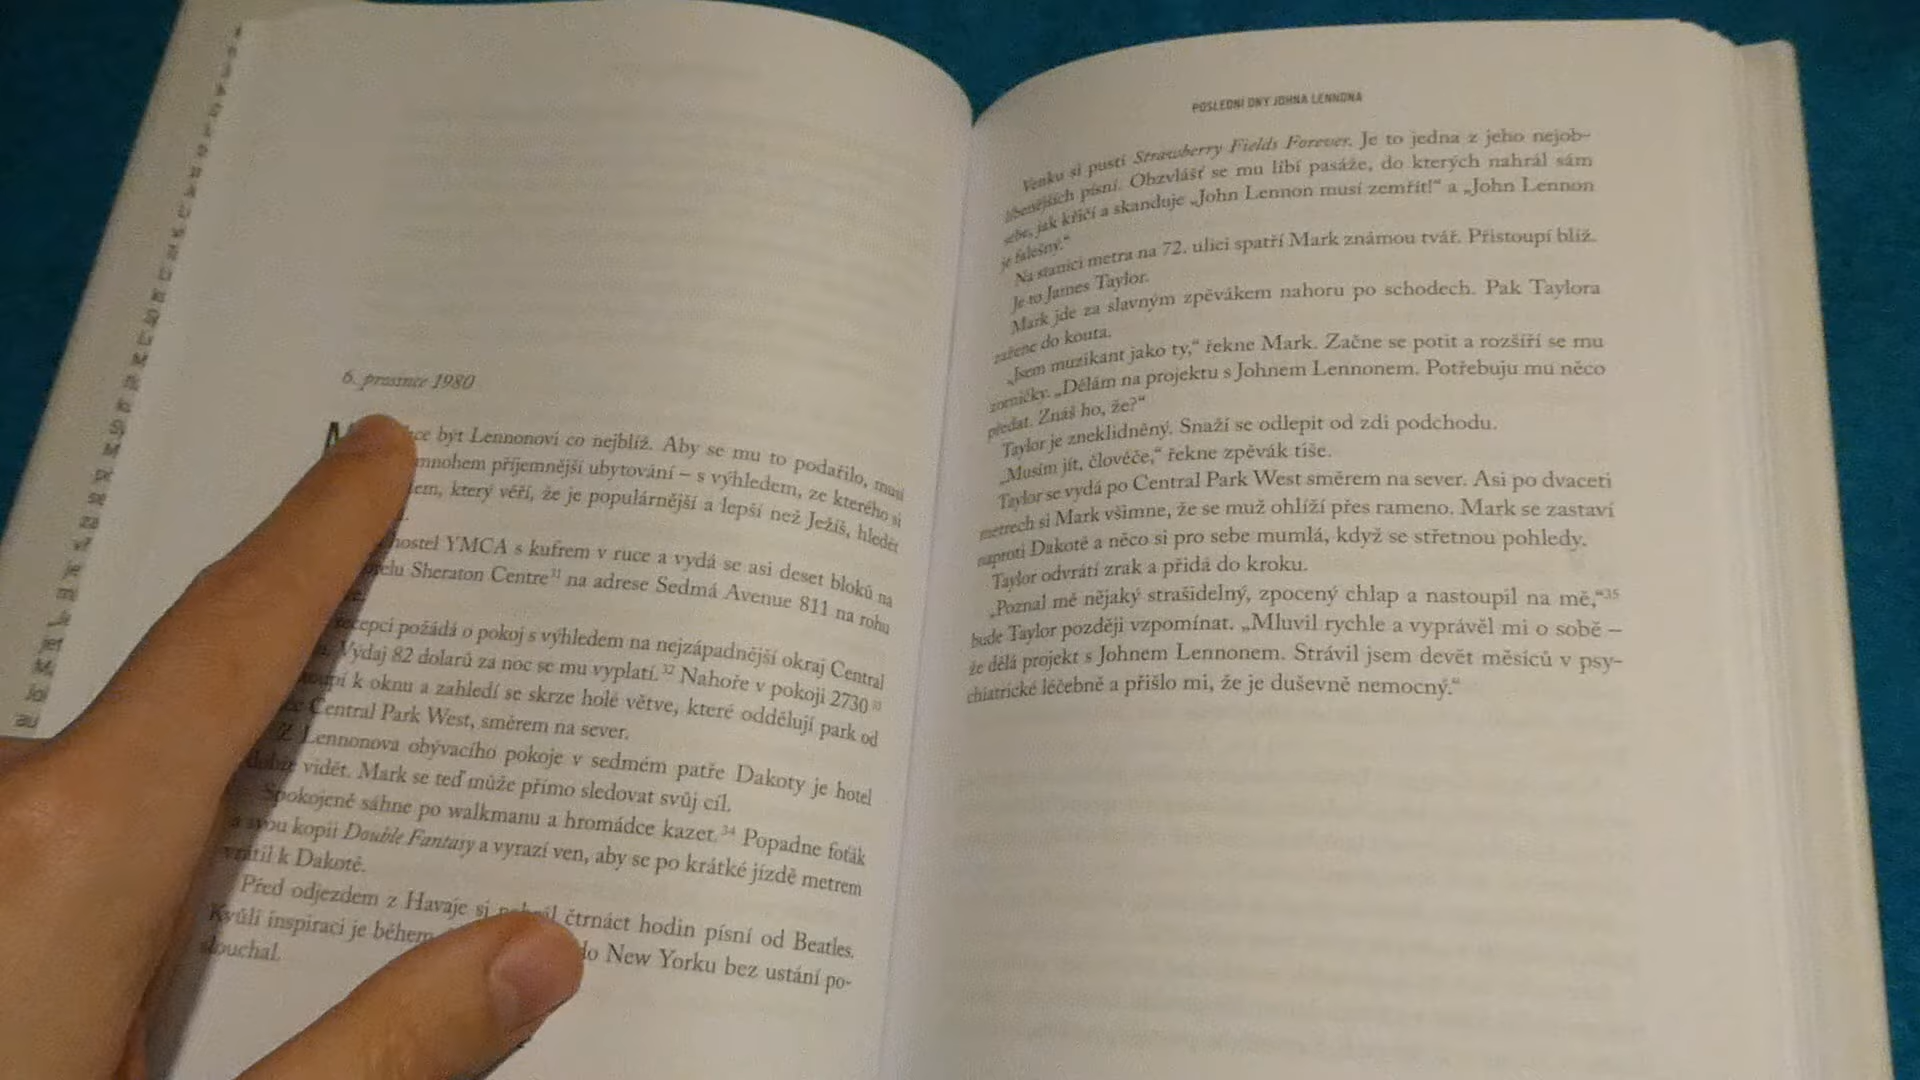 6. prosince 1980
být Lennonovi co nejblíž. Aby se mu to podařilo, musí
mnohem příjemnější ubytování – s výhledem, ze kterého si
který věří, že je populárnější a lepší než Ježíš, hledět
hostel YMCA s kufrem v ruce a vydá se asi deset bloků na
Sheraton Centre³¹ na adrese Sedmá Avenue 811 na rohu
požádá o pokoj s výhledem na nejzápadnější okraj Central
Výdaj 82 dolarů za noc se mu vyplatí.³² Nahoře v pokoji 2730³³
k oknu a zahledí se skrze holé větve, které oddělují park od
Central Park West, směrem na sever.
Z Lennonova obývacího pokoje v sedmém patře Dakoty je hotel
dobře vidět. Mark se teď může přímo sledovat svůj cíl.
Spokojeně sáhne po walkmanu a hromádce kazet.³⁴ Popadne foťák
a svou kopii Double Fantasy a vyrazí ven, aby se po krátké jízdě metrem
vrátil k Dakotě.
Před odjezdem z Havaje si čtrnáct hodin písní od Beatles.
Kvůli inspiraci je během do New Yorku bez ustání po-
slouchal.
POSLEDNÍ DNY JOHNA LENNONA
Venku si pustí Strawberry Fields Forever. Je to jedna z jeho nejob-
líbenějších písní. Obzvlášť se mu líbí pasáže, do kterých nahrál sám
sebe, jak křičí a skanduje „John Lennon musí zemřít!“ a „John Lennon
je falešný.“
Na stanici metra na 72. ulici spatří Mark známou tvář. Přistoupí blíž.
Je to James Taylor.
Mark jde za slavným zpěvákem nahoru po schodech. Pak Taylora
zažene do kouta.
„Jsem muzikant jako ty,“ řekne Mark. Začne se potit a rozšíří se mu
zorničky. „Dělám na projektu s Johnem Lennonem. Potřebuju mu něco
předat. Znáš ho, že?“
Taylor je zneklidněný. Snaží se odlepit od zdi podchodu.
„Musím jít, člověče,“ řekne zpěvák tiše.
Taylor se vydá po Central Park West směrem na sever. Asi po dvaceti
metrech si Mark všimne, že se muž ohlíží přes rameno. Mark se zastaví
naproti Dakotě a něco si pro sebe mumlá, když se střetnou pohledy.
Taylor odvrátí zrak a přidá do kroku.
„Poznal mě nějaký strašidelný, zpocený chlap a nastoupil na mě,“³⁵
bude Taylor později vzpomínat. „Mluvil rychle a vyprávěl mi o sobě –
že dělá projekt s Johnem Lennonem. Strávil jsem devět měsíců v psy-
chiatrické léčebně a přišlo mi, že je duševně nemocný.“